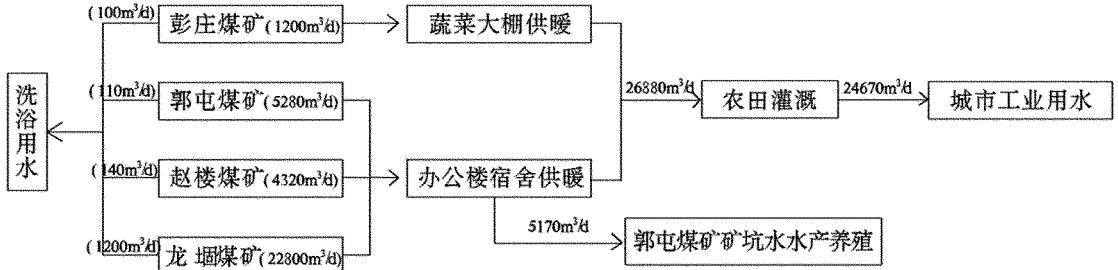 (100m³/d)
彭庄煤矿(1200m³/d)
蔬菜大棚供暖
洗浴用水
(110m³/d)
郭屯煤矿(5280m³/d)
26880m³/d
农田灌溉
24670m³/d
城市工业用水
(140m³/d)
赵楼煤矿(4320m³/d)
办公楼宿舍供暖
5170m³/d
郭屯煤矿矿坑水水产养殖
(1200m³/d)
龙堌煤矿(22800m³/d)